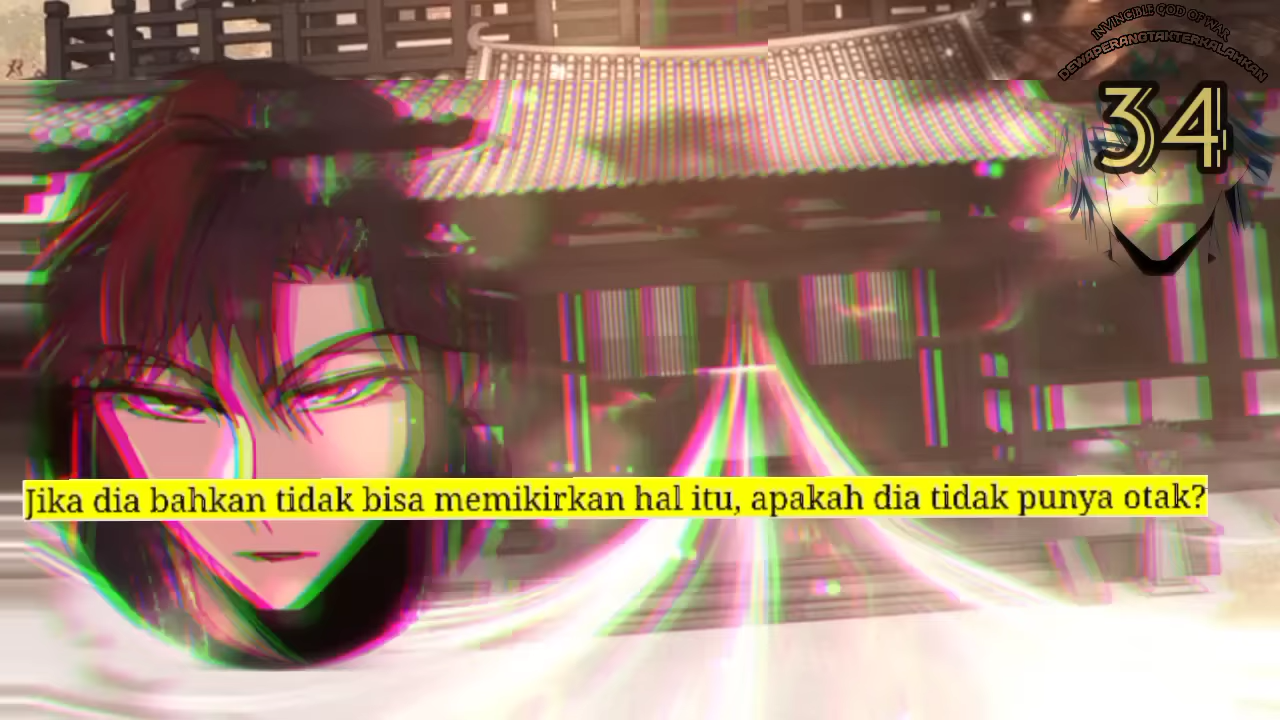 INVINCIBLE GOD OF WAR
DEWAPERANGTAKTERKALAHKAN
34
Jika dia bahkan tidak bisa memikirkan hal itu, apakah dia tidak punya otak?